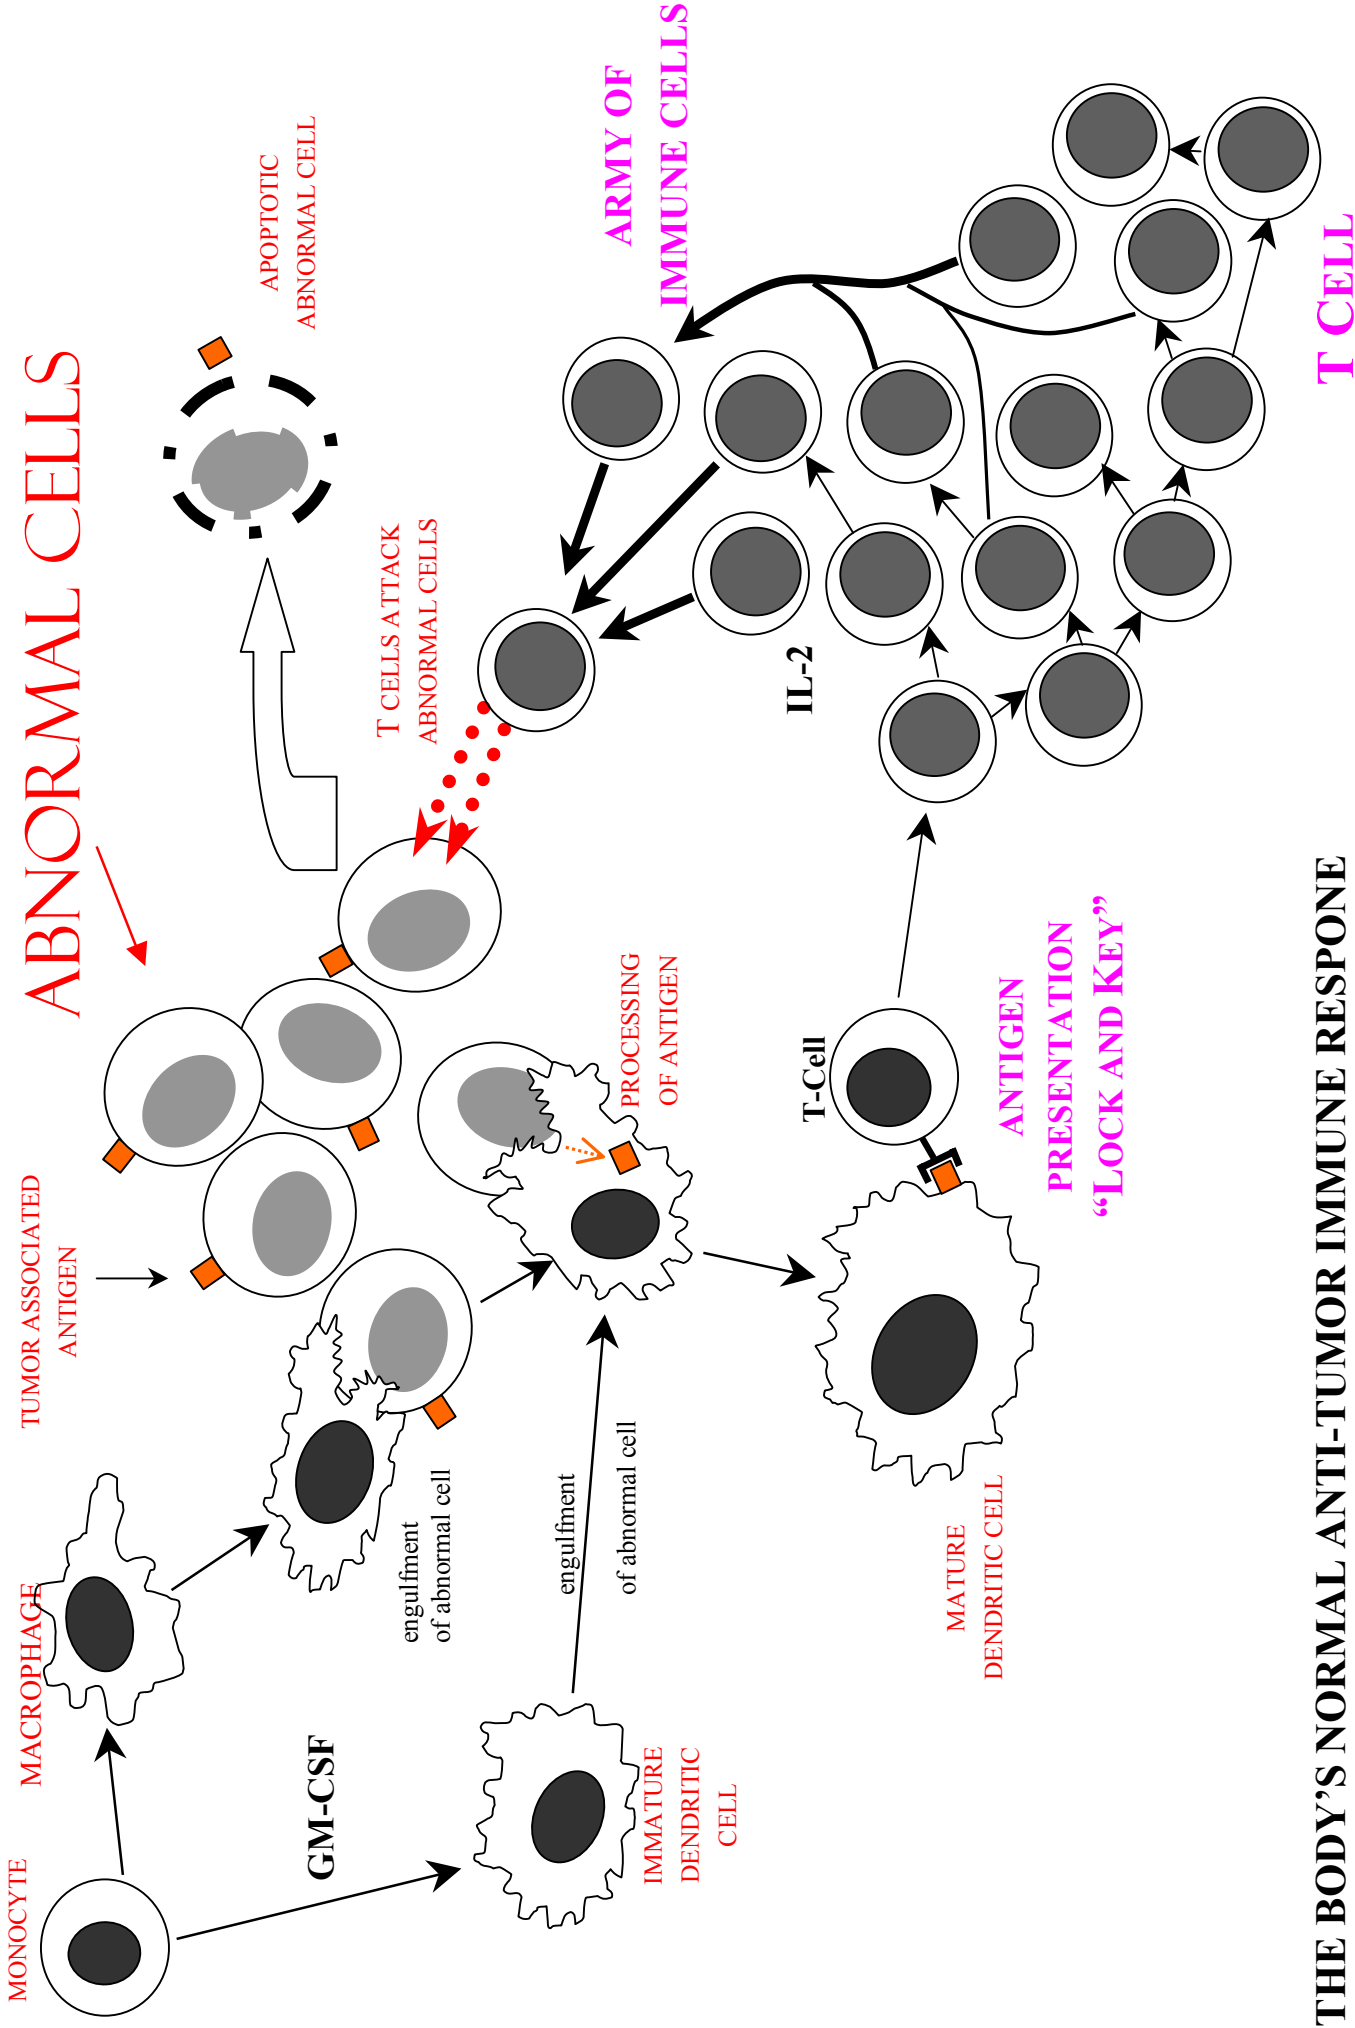 MONOCYTE
MACROPHAGE
TUMOR ASSOCIATED
ANTIGEN
ABNORMAL CELLS
APOPTOTIC
ABNORMAL CELL
GM-CSF
engulfment
of abnormal cell
T CELLS ATTACK
ABNORMAL CELLS
engulfment
of abnormal cell
PROCESSING
OF ANTIGEN
ARMY OF
IMMUNE CELLS
IMMATURE
DENDRITIC
CELL
T-Cell
IL-2
MATURE
DENDRITIC CELL
ANTIGEN
PRESENTATION
“LOCK AND KEY”
T CELL
THE BODY’S NORMAL ANTI-TUMOR IMMUNE RESPONE